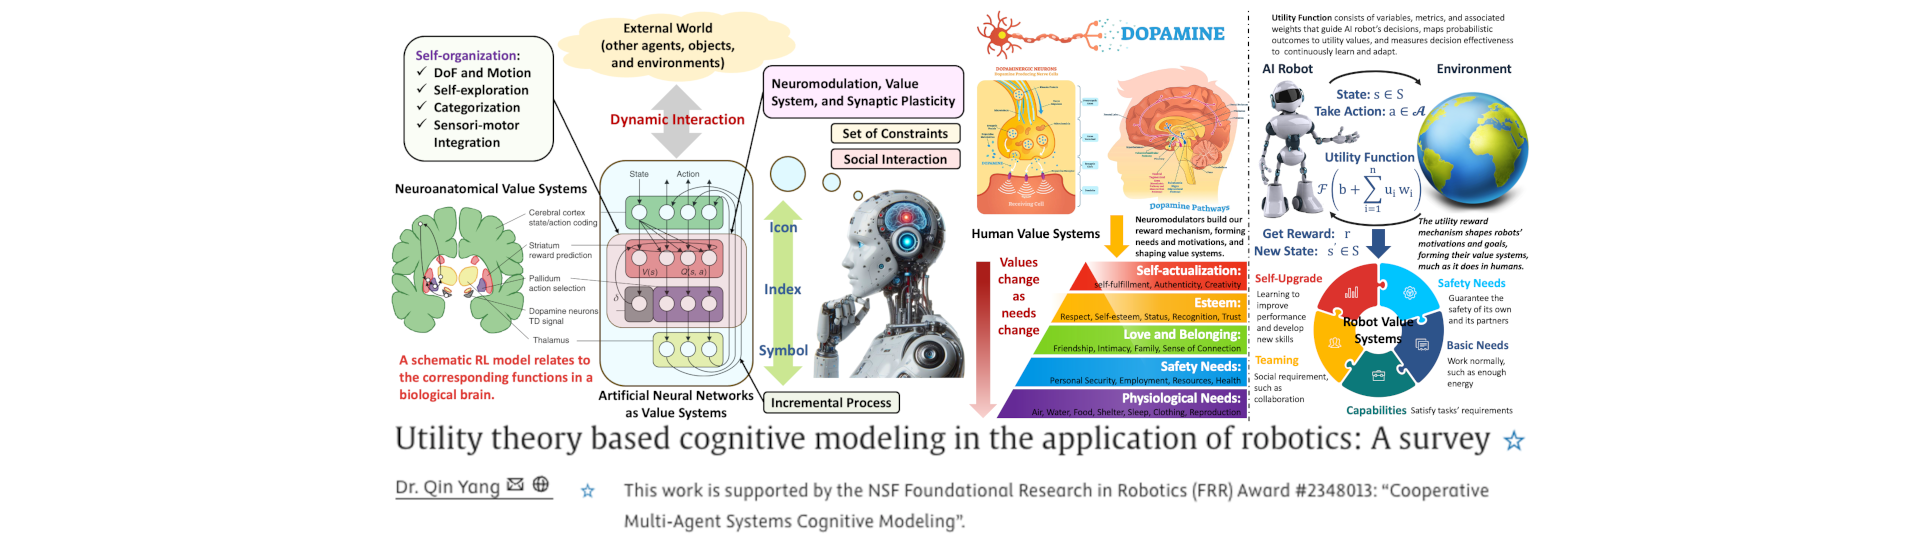 Self-organization:
✓ DoF and Motion
✓ Self-exploration
✓ Categorization
✓ Sensori-motor
Integration
External World
(other agents, objects,
and environments)
Dynamic Interaction
Neuromodulation, Value
System, and Synaptic Plasticity
Set of Constraints
Social Interaction
Neuroanatomical Value Systems
Cerebral cortex
state/action coding
Striatum
reward prediction
Pallidum
action selection
Dopamine neurons
TD signal
Thalamus
State
Action
V(s)
Q(s, a)
δ
A schematic RL model relates to
the corresponding functions in a
biological brain.
Artificial Neural Networks
as Value Systems
Icon
Index
Symbol
Incremental Process
DOPAMINE
DOPAMINERGIC NEURONS
Dopamine Producing Nerve Cells
DOPAMINE
Receiving Cell
Dopamine Pathways
Human Value Systems
Neuromodulators build our
reward mechanism, forming
needs and motivations, and
shaping value systems.
Values
change
as
needs
change
Self-actualization:
self-fulfillment, Authenticity, Creativity
Esteem:
Respect, Self-esteem, Status, Recognition, Trust
Love and Belonging:
Friendship, Intimacy, Family, Sense of Connection
Safety Needs:
Personal Security, Employment, Resources, Health
Physiological Needs:
Air, Water, Food, Shelter, Sleep, Clothing, Reproduction
Utility Function consists of variables, metrics, and associated
weights that guide AI robot's decisions, maps probabilistic
outcomes to utility values, and measures decision effectiveness
to continuously learn and adapt.
AI Robot
Environment
State: s ∈ S
Take Action: a ∈ 𝒜
Utility Function
ℱ(b + ∑ⁿᵢ₌₁ uᵢ wᵢ)
Get Reward: r
New State: s' ∈ S
The utility reward
mechanism shapes robots'
motivations and goals,
forming their value systems,
much as it does in humans.
Self-Upgrade
Learning to
improve
performance
and develop
new skills
Safety Needs
Guarantee the
safety of its own
and its partners
Robot Value
Systems
Basic Needs
Work normally,
such as enough
energy
Teaming
Social requirement,
such as
collaboration
Capabilities Satisfy tasks' requirements
Utility theory based cognitive modeling in the application of robotics: A survey ☆
Dr. Qin Yang
☆ This work is supported by the NSF Foundational Research in Robotics (FRR) Award #2348013: “Cooperative
Multi-Agent Systems Cognitive Modeling”.